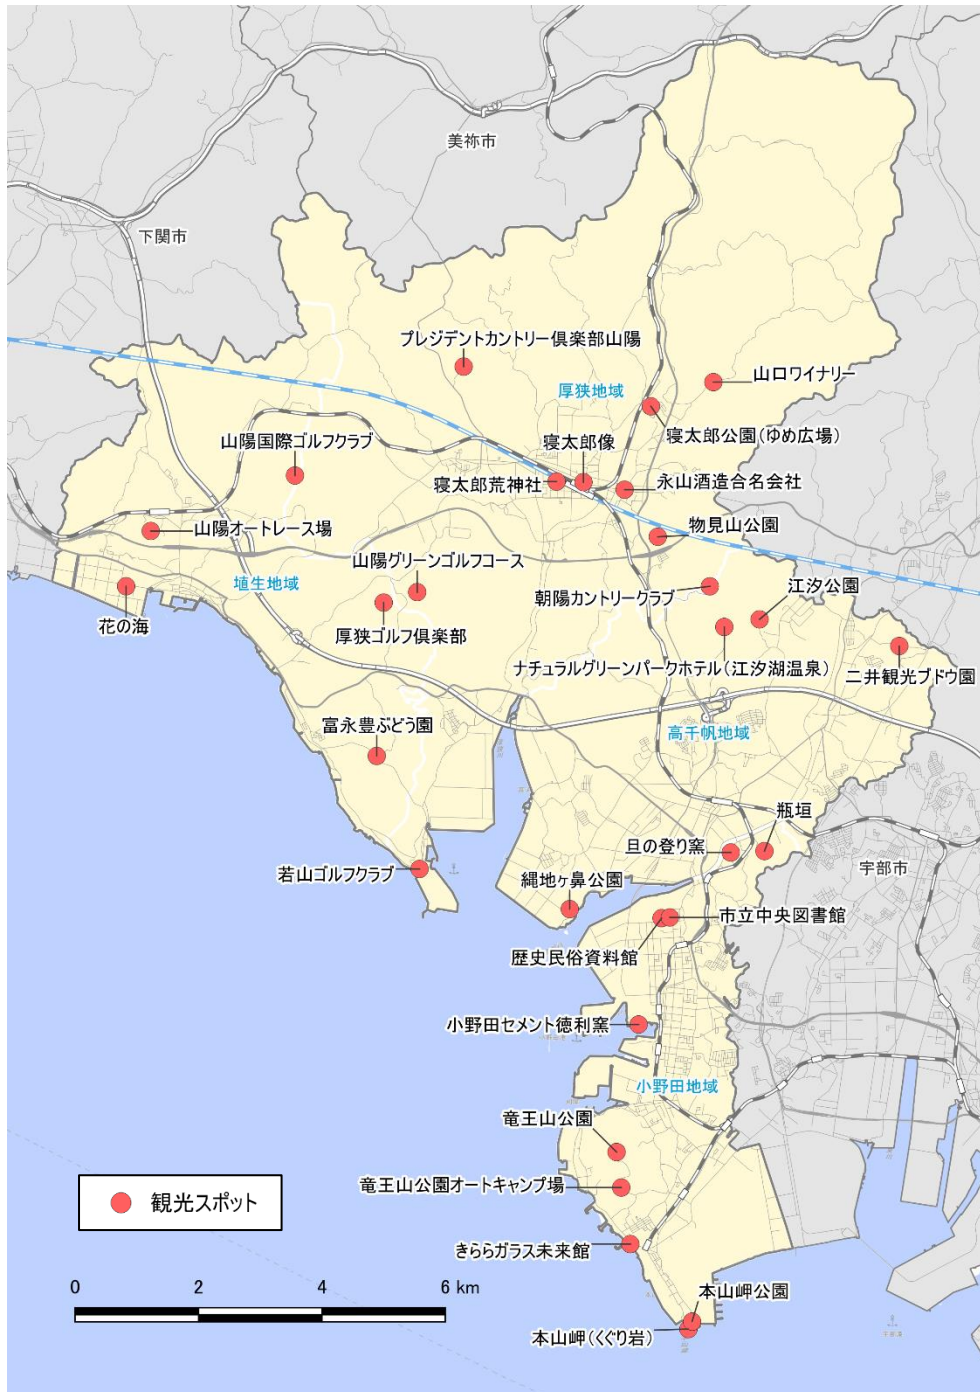 美祢市
下関市
プレジデントカントリー倶楽部山陽
山口ワイナリー
厚狭地域
寝太郎公園(ゆめ広場)
山陽国際ゴルフクラブ
寝太郎像
寝太郎荒神社
永山酒造合名会社
山陽オートレース場
物見山公園
山陽グリーンゴルフコース
埴生地域
朝陽カントリークラブ
江汐公園
花の海
厚狭ゴルフ倶楽部
ナチュラルグリーンパークホテル(江汐湖温泉)
二井観光ブドウ園
富永豊ぶどう園
高千帆地域
瓶垣
旦の登り窯
宇部市
若山ゴルフクラブ
縄地ヶ鼻公園
市立中央図書館
歴史民俗資料館
小野田セメント徳利窯
小野田地域
竜王山公園
竜王山公園オートキャンプ場
観光スポット
きららガラス未来館
0 2 4 6 km
本山岬公園
本山岬(くぐり岩)